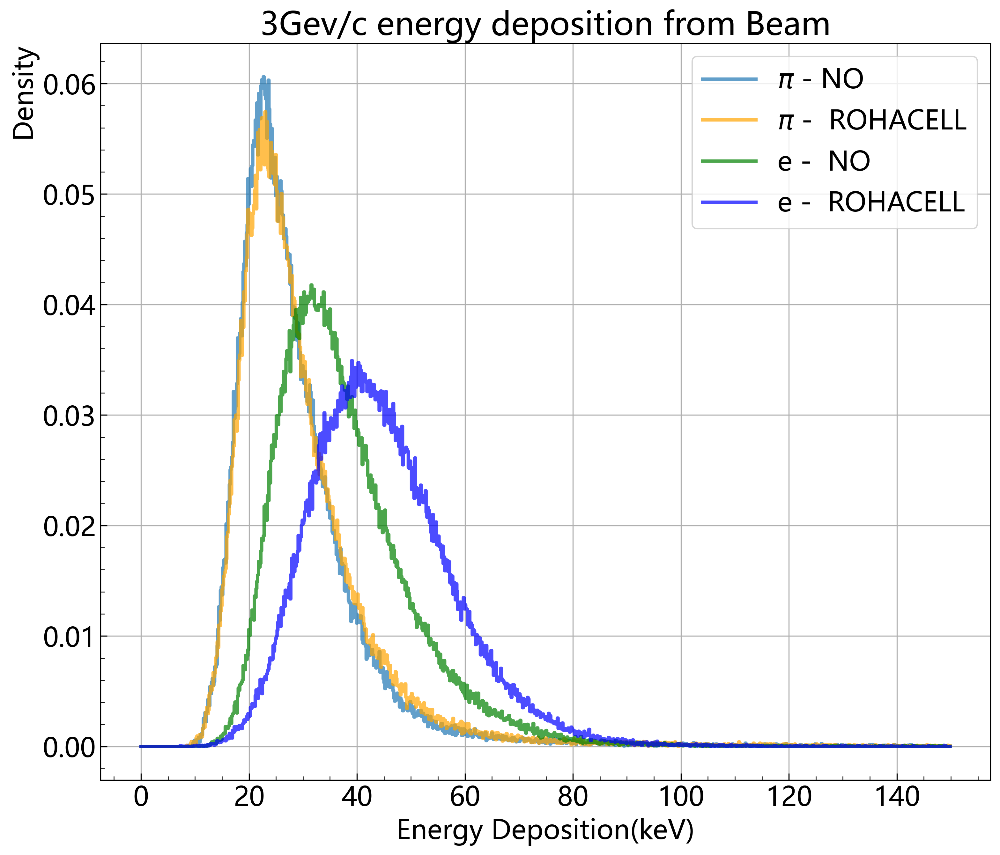 3Gev/c energy deposition from Beam
Density
0.06
0.05
0.04
0.03
0.02
0.01
0.00
π - NO
π - ROHACELL
e - NO
e - ROHACELL
0 20 40 60 80 100 120 140
Energy Deposition(keV)